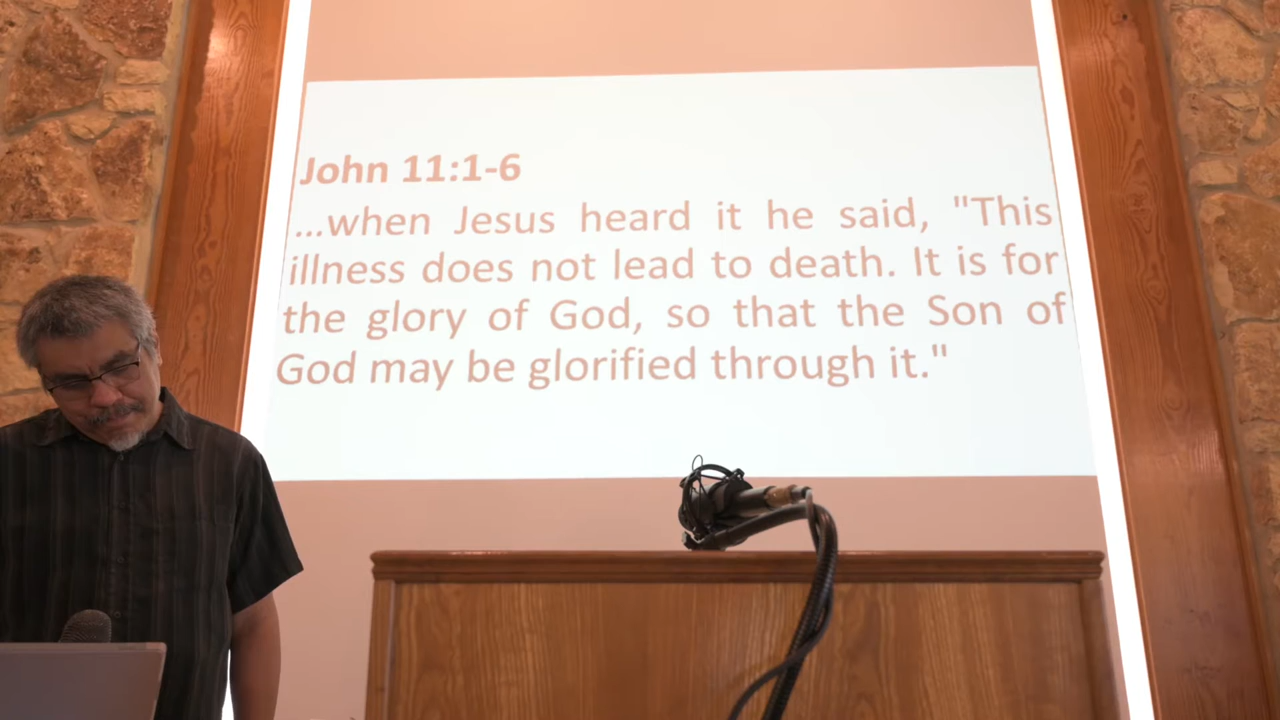 John 11:1-6
...when Jesus heard it he said, "This
illness does not lead to death. It is for
the glory of God, so that the Son of
God may be glorified through it."